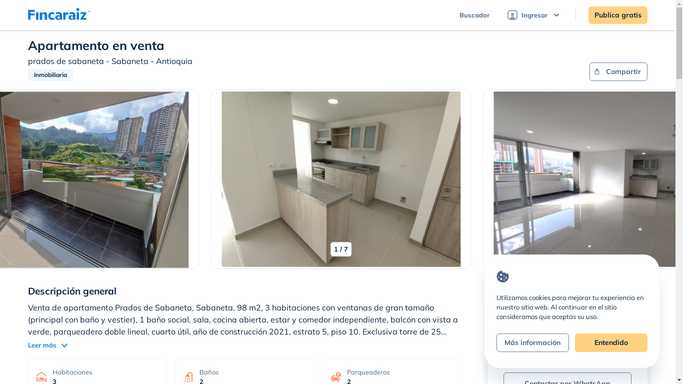 Fincaraiz
Buscador
Ingresar
Publica gratis
Apartamento en venta
prados de sabaneta - Sabaneta - Antioquia
Inmobiliaria
Compartir
1 / 7
Descripción general
Venta de apartamento Prados de Sabaneta, Sabaneta, 98 m2, 3 habitaciones con ventanas de gran tamaño
(principal con baño y vestier), 1 baño social, sala, cocina abierta, estar y comedor independiente, balcón con vista a
verde, parqueadero doble lineal, cuarto útil, año de construcción 2021, estrato 5, piso 10. Exclusiva torre de 25...
Leer más
Habitaciones
3
Baños
2
Parqueaderos
2
Utilizamos cookies para mejorar tu experiencia en
nuestro sitio web. Al continuar en el sitio
consideramos que aceptas su uso.
Más información
Entendido
Contactar por WhatsApp